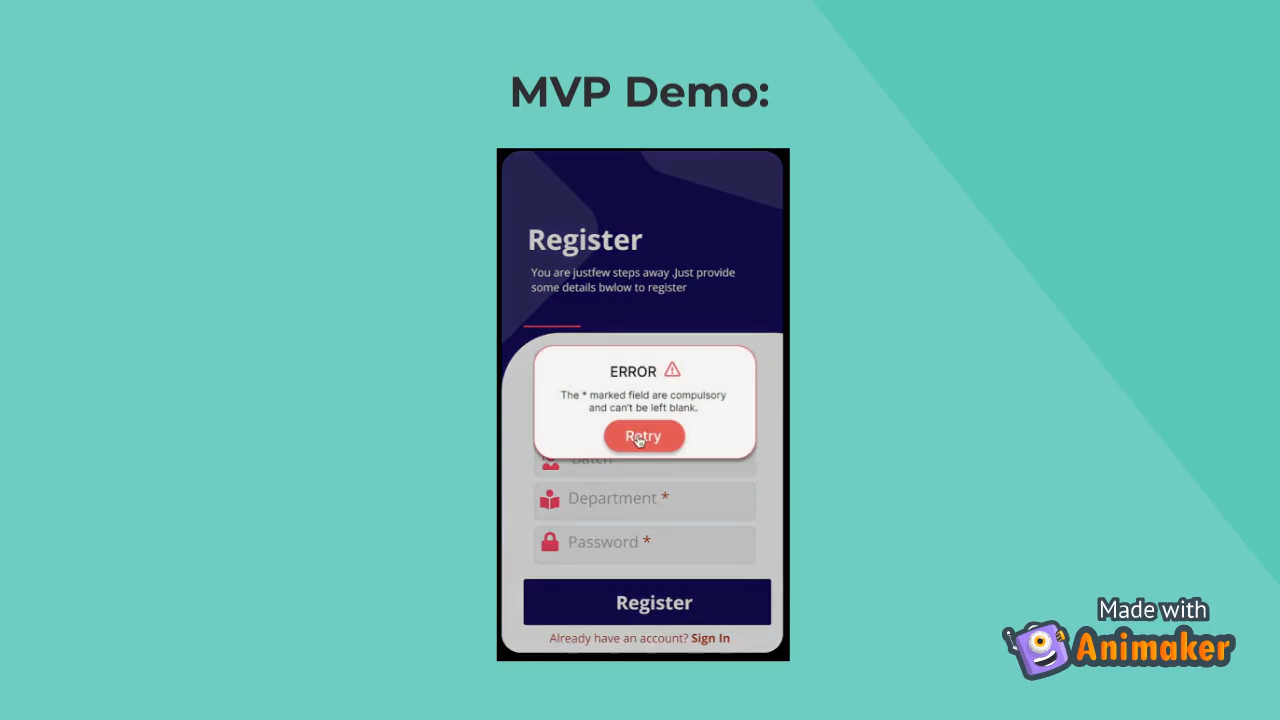 MVP Demo:
Register
You are justfew steps away .Just provide
some details bwlow to register
ERROR
The * marked field are compulsory
and can't be left blank.
Retry
Batch
Department *
Password *
Register
Already have an account? Sign In
Made with
Animaker